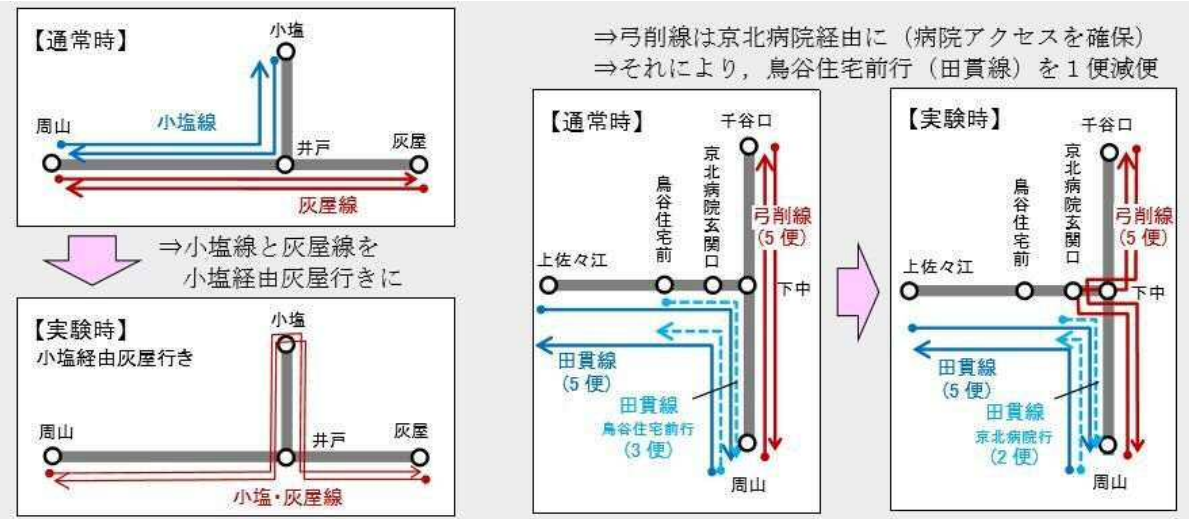 【通常時】
小塩
小塩線
周山
井戸
灰屋
灰屋線
⇒小塩線と灰屋線を
小塩経由灰屋行きに
【実験時】
小塩経由灰屋行き
小塩
周山
井戸
灰屋
小塩・灰屋線
⇒弓削線は京北病院経由に（病院アクセスを確保）
⇒それにより，鳥谷住宅前行（田貫線）を１便減便
【通常時】
千谷口
京北病院玄関口
鳥谷住宅前
弓削線
(5 便)
上佐々江
下中
田貫線
(5 便)
田貫線
鳥谷住宅前行
(3 便)
周山
【実験時】
千谷口
京北病院玄関口
鳥谷住宅前
弓削線
(5 便)
上佐々江
下中
田貫線
(5 便)
田貫線
京北病院行
(2 便)
周山